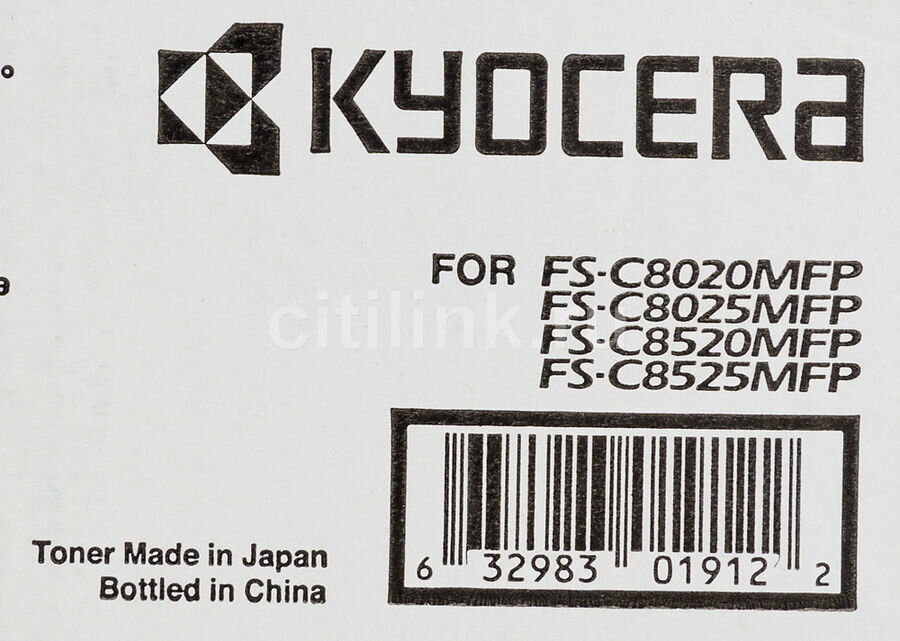 KYOCERA
FOR FS-C8020MFP
FS-C8025MFP
FS-C8520MFP
FS-C8525MFP
citilink
6 32983 01912 2
Toner Made in Japan
Bottled in China